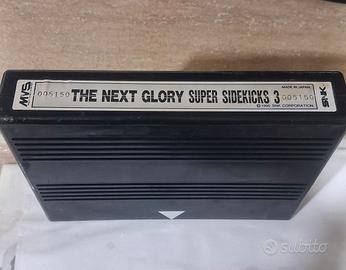 MVS 005150 THE NEXT GLORY SUPER SIDEKICKS 3 005150 SNK
MADE IN JAPAN
©1995 SNK CORPORATION
subito